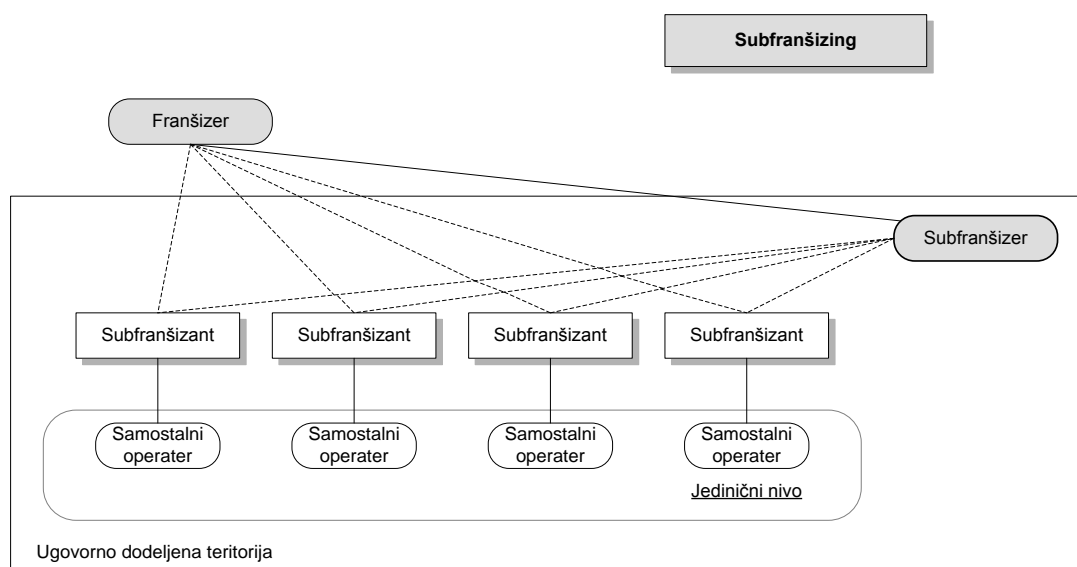 Subfranšizing
Franšizer
Subfranšizer
Subfranšizant
Subfranšizant
Subfranšizant
Subfranšizant
Samostalni
operater
Samostalni
operater
Samostalni
operater
Samostalni
operater
Jedinični nivo
Ugovorno dodeljena teritorija